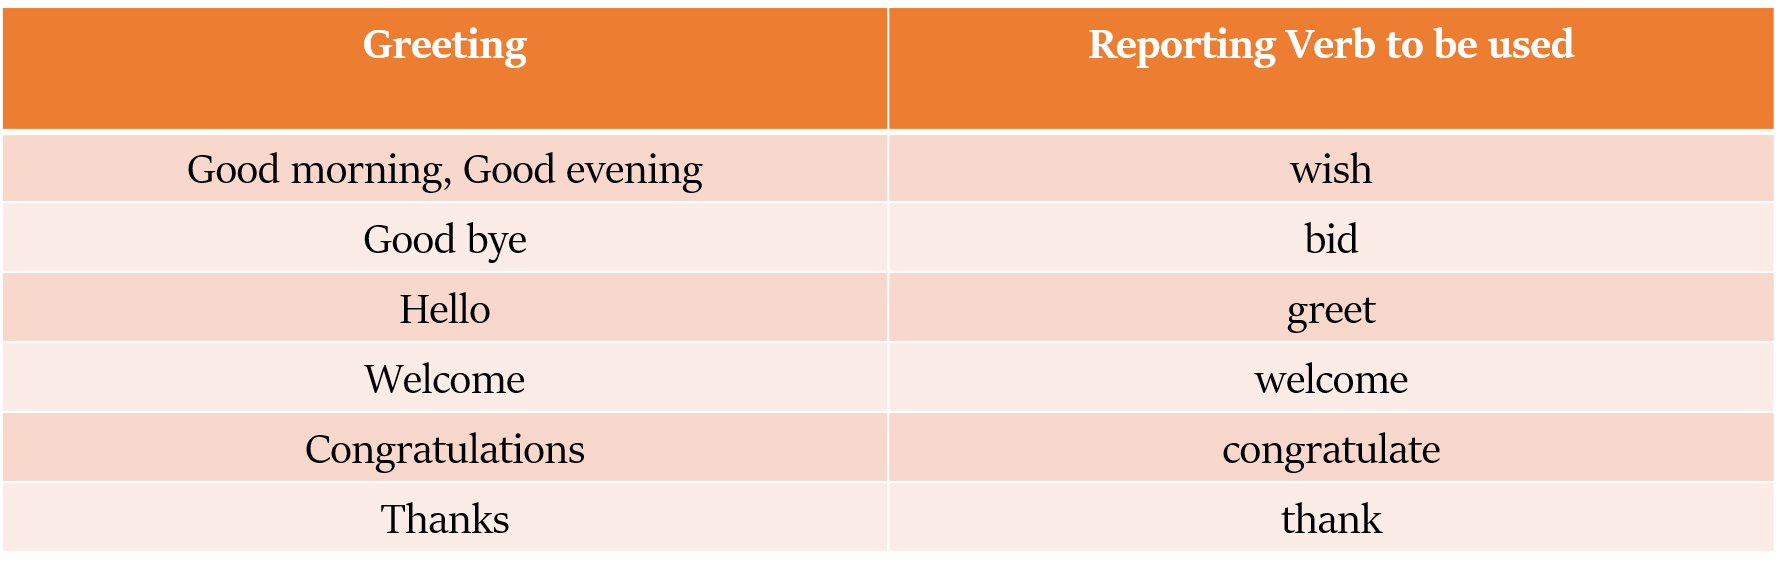 Greeting Reporting Verb to be used
Good morning, Good evening wish
Good bye bid
Hello greet
Welcome welcome
Congratulations congratulate
Thanks thank